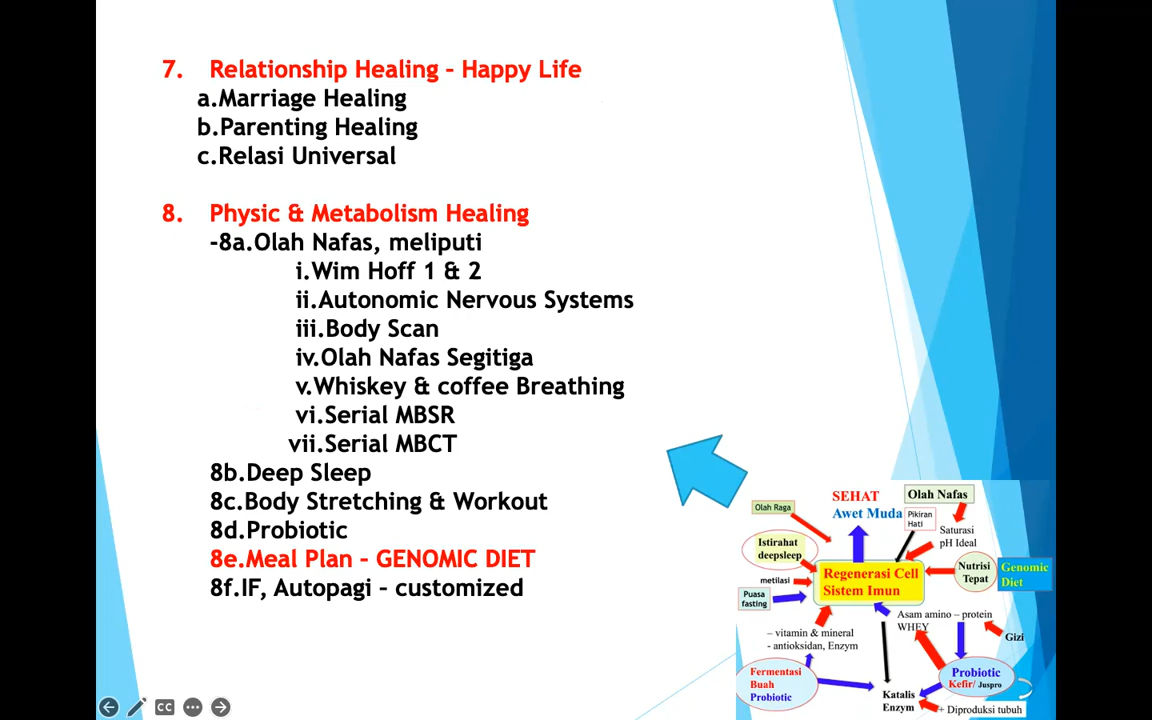 7. Relationship Healing - Happy Life
a.Marriage Healing
b.Parenting Healing
c.Relasi Universal
8. Physic & Metabolism Healing
-8a.Olah Nafas, meliputi
i.Wim Hoff 1 & 2
ii.Autonomic Nervous Systems
iii.Body Scan
iv.Olah Nafas Segitiga
v.Whiskey & coffee Breathing
vi.Serial MBSR
vii.Serial MBCT
8b.Deep Sleep
8c.Body Stretching & Workout
8d.Probiotic
8e.Meal Plan - GENOMIC DIET
8f.IF, Autopagi – customized
SEHAT
Awet Muda
Olah Nafas
Olah Raga
Pikiran
Hati
Saturasi
pH Ideal
Istirahat
deepsleep
Regenerasi Cell
Sistem Imun
Nutrisi
Tepat
Genomic
Diet
metilasi
Puasa
fasting
Asam amino – protein
WHEY
Gizi
– vitamin & mineral
- antioksidan, Enzym
Fermentasi
Buah
Probiotic
Probiotic
Kefir/ Juspro
Katalis
Enzym
+ Diproduksi tubuh
CC